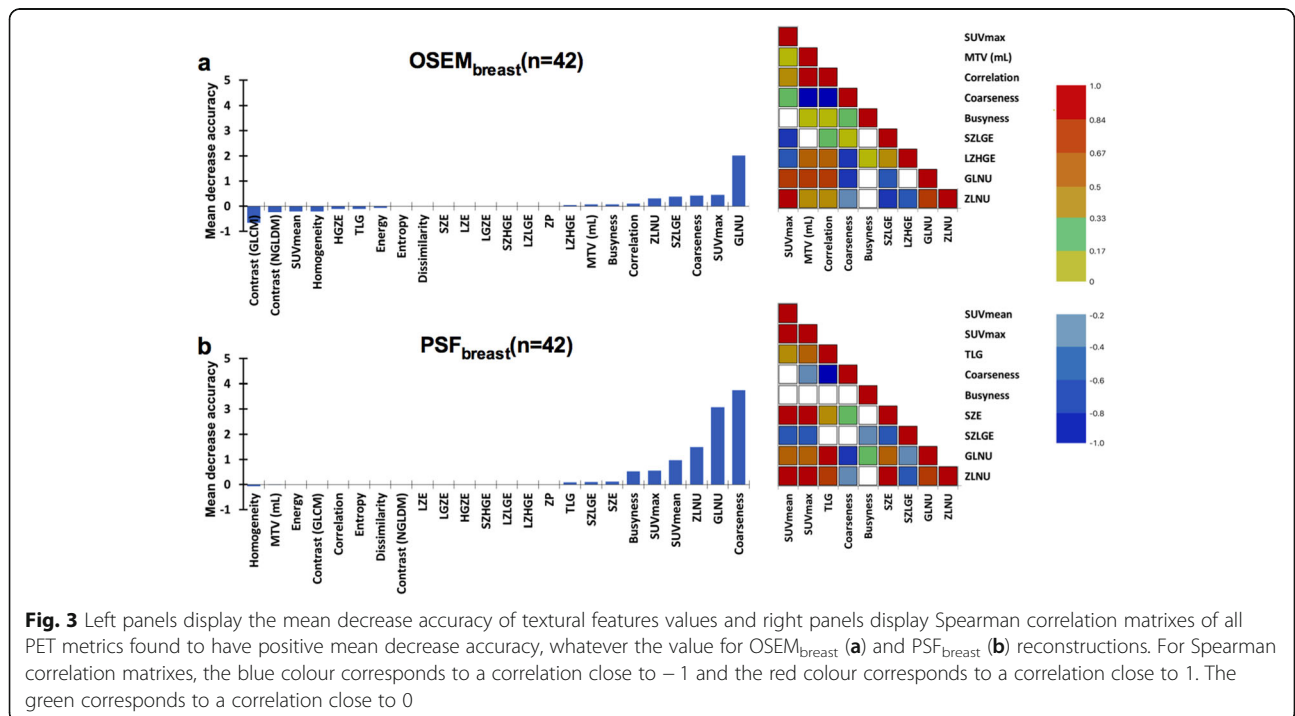 a
OSEMbreast(n=42)
Mean decrease accuracy
5
4
3
2
1
0
-1
Contrast (GLCM)
Contrast (NGLDM)
SUVmean
Homogeneity
HGZE
TLG
Energy
Entropy
Dissimilarity
SZE
LZE
LGZE
SZHGE
LZLGE
ZP
LZHGE
MTV (mL)
Busyness
Correlation
ZLNU
SZLGE
Coarseness
SUVmax
GLNU
SUVmax
MTV (mL)
Correlation
Coarseness
Busyness
SZLGE
LZHGE
GLNU
ZLNU
SUVmax
MTV (mL)
Correlation
Coarseness
Busyness
SZLGE
LZHGE
GLNU
ZLNU
1.0
0.84
0.67
0.5
0.33
0.17
0
b
PSFbreast(n=42)
Mean decrease accuracy
5
4
3
2
1
0
-1
Homogeneity
MTV (mL)
Energy
Contrast (GLCM)
Correlation
Entropy
Dissimilarity
Contrast (NGLDM)
LZE
LGZE
HGZE
SZHGE
LZLGE
LZHGE
ZP
TLG
SZLGE
SZE
Busyness
SUVmax
SUVmean
ZLNU
GLNU
Coarseness
SUVmean
SUVmax
TLG
Coarseness
Busyness
SZE
SZLGE
GLNU
ZLNU
SUVmean
SUVmax
TLG
Coarseness
Busyness
SZE
SZLGE
GLNU
ZLNU
-0.2
-0.4
-0.6
-0.8
-1.0
Fig. 3 Left panels display the mean decrease accuracy of textural features values and right panels display Spearman correlation matrixes of all
PET metrics found to have positive mean decrease accuracy, whatever the value for OSEMbreast (a) and PSFbreast (b) reconstructions. For Spearman
correlation matrixes, the blue colour corresponds to a correlation close to − 1 and the red colour corresponds to a correlation close to 1. The
green corresponds to a correlation close to 0